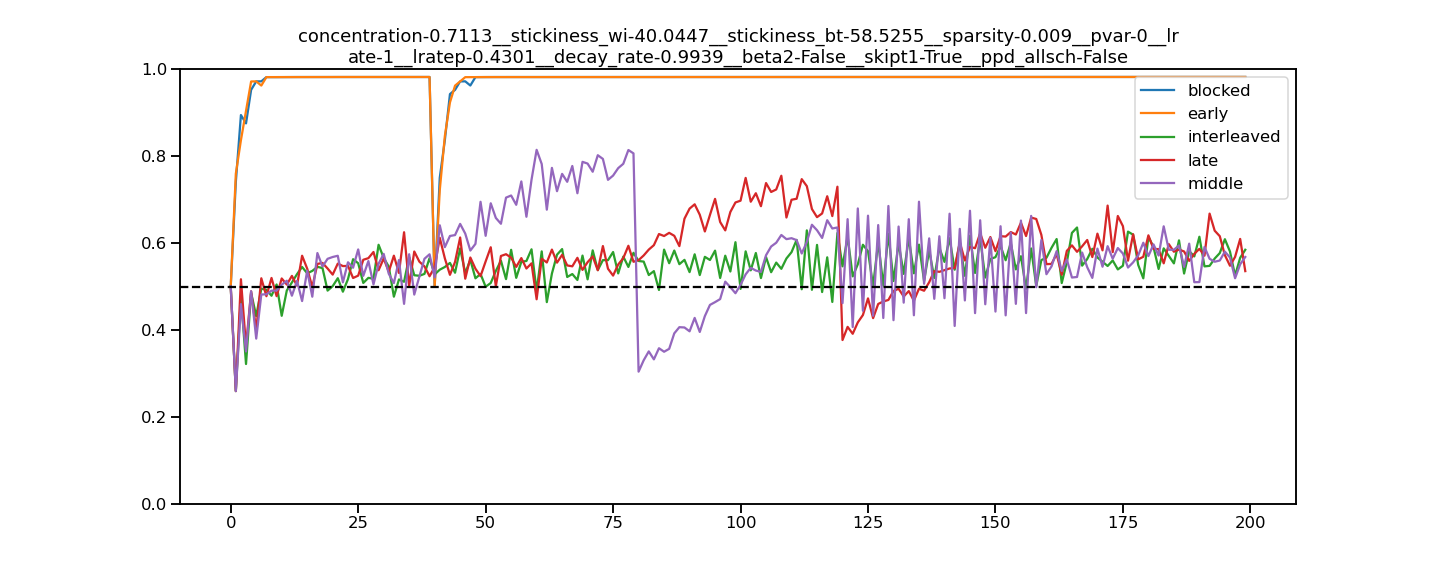 concentration-0.7113__stickiness_wi-40.0447__stickiness_bt-58.5255__sparsity-0.009__pvar-0__lr
ate-1__lratep-0.4301__decay_rate-0.9939__beta2-False__skipt1-True__ppd_allsch-False
1.0
0.8
0.6
0.4
0.2
0.0
blocked
early
interleaved
late
middle
0 25 50 75 100 125 150 175 200